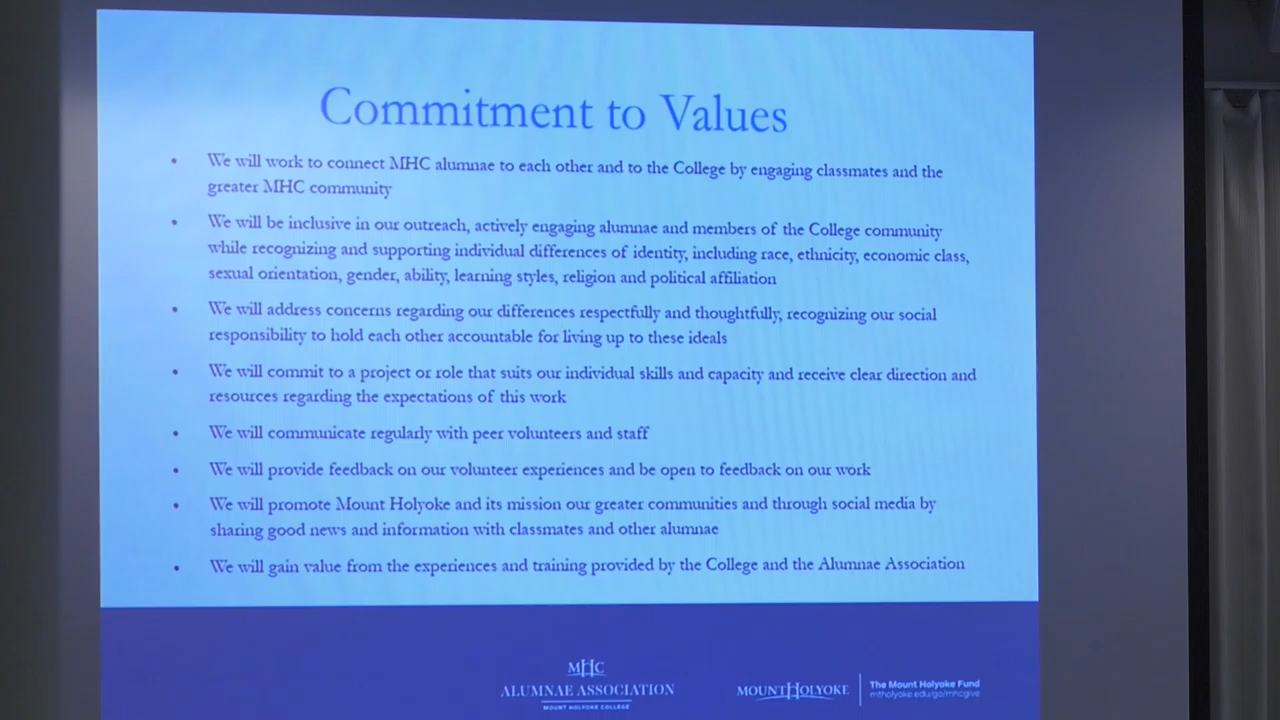 Commitment to Values
• We will work to connect MHC alumnae to each other and to the College by engaging classmates and the
greater MHC community
• We will be inclusive in our outreach, actively engaging alumnae and members of the College community
while recognizing and supporting individual differences of identity, including race, ethnicity, economic class,
sexual orientation, gender, ability, learning styles, religion and political affiliation
• We will address concerns regarding our differences respectfully and thoughtfully, recognizing our social
responsibility to hold each other accountable for living up to these ideals
• We will commit to a project or role that suits our individual skills and capacity and receive clear direction and
resources regarding the expectations of this work
• We will communicate regularly with peer volunteers and staff
• We will provide feedback on our volunteer experiences and be open to feedback on our work
• We will promote Mount Holyoke and its mission our greater communities and through social media by
sharing good news and information with classmates and other alumnae
• We will gain value from the experiences and training provided by the College and the Alumnae Association
MHC
ALUMNAE ASSOCIATION
MOUNT HOLYOKE COLLEGE
MOUNT HOLYOKE
The Mount Holyoke Fund
mtholyoke.edu/go/mhcgive